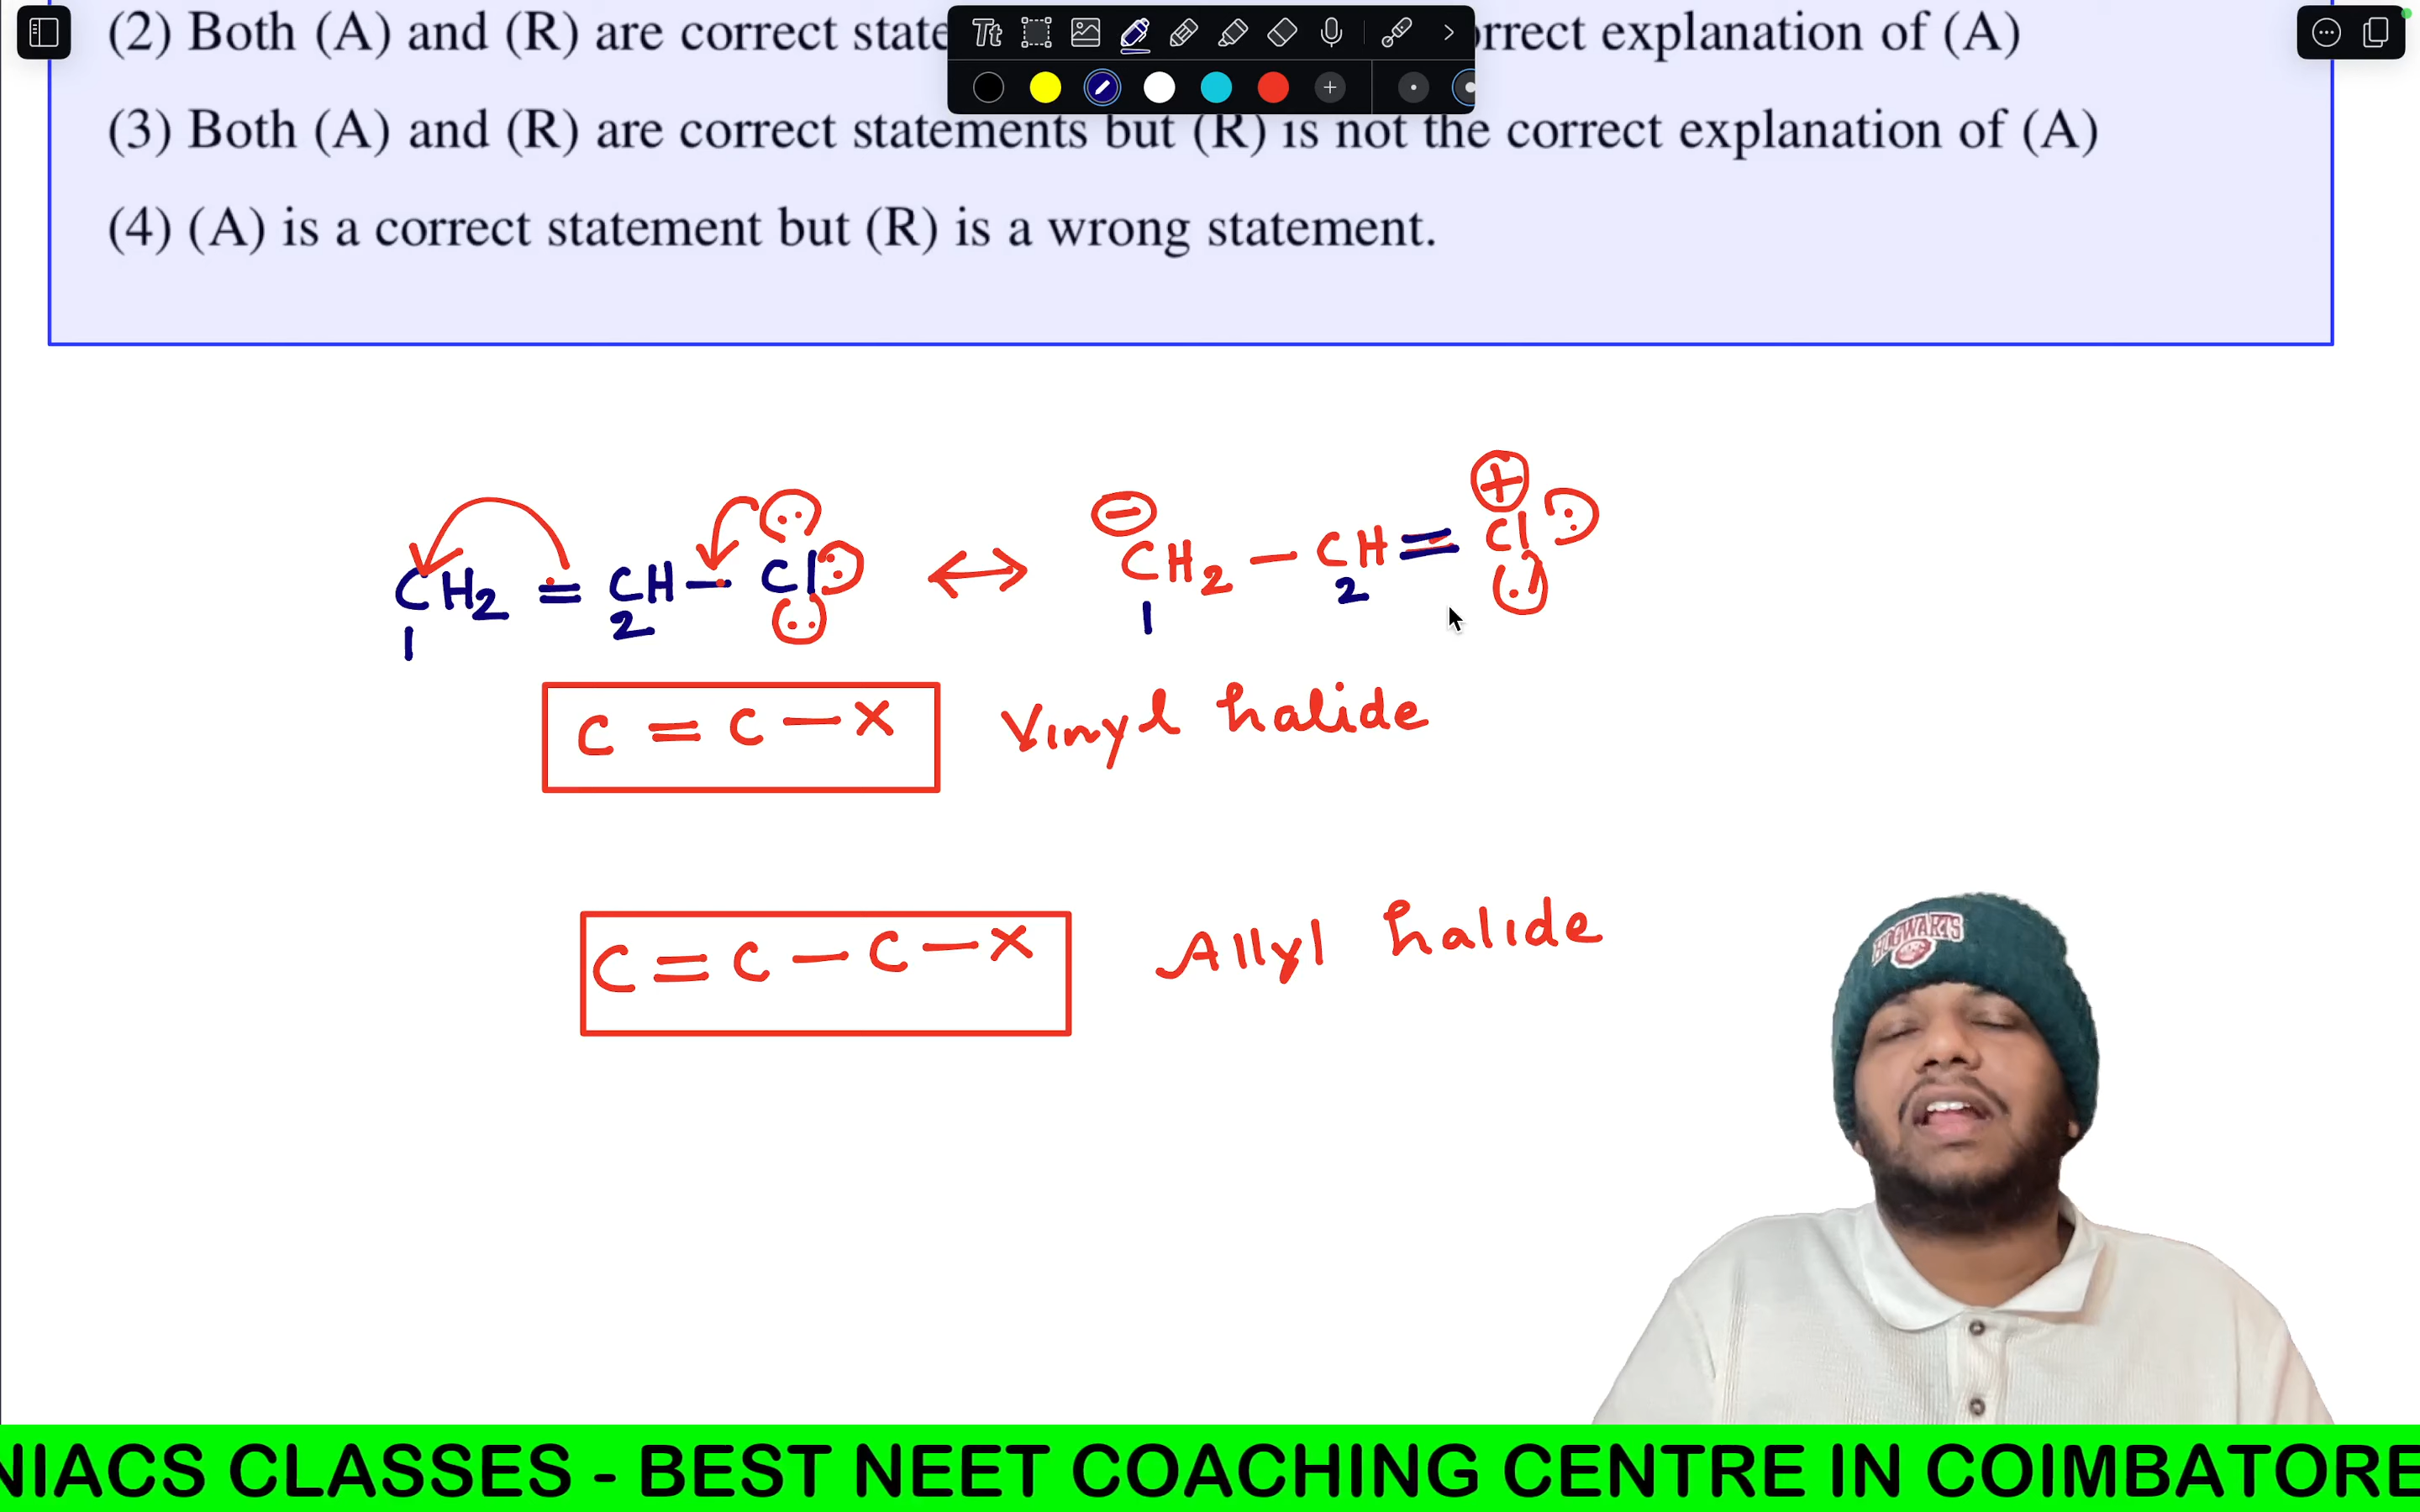 (2) Both (A) and (R) are correct state rrect explanation of (A)
Tt
(3) Both (A) and (R) are correct statements but (R) is not the correct explanation of (A)
(4) (A) is a correct statement but (R) is a wrong statement.
CH2 = CH – Cl ↔ CH2 – CH = Cl
1 2 1 2
C = C – X Vinyl halide
C = C – C – X Allyl halide
HOGWARTS
NIACS CLASSES - BEST NEET COACHING CENTRE IN COIMBATORE